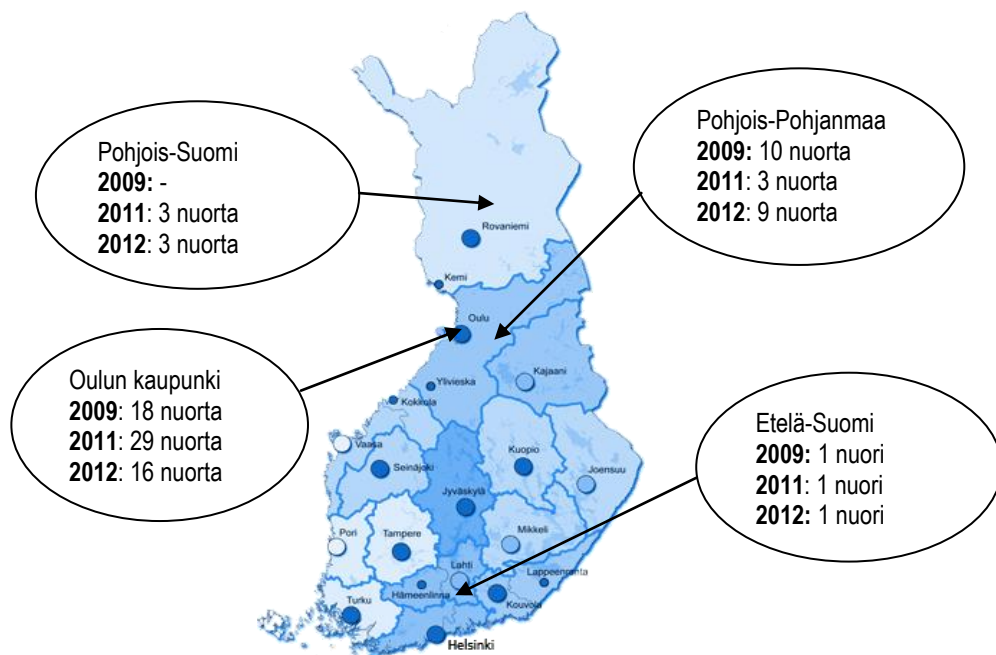 Pohjois-Suomi
2009: -
2011: 3 nuorta
2012: 3 nuorta
Pohjois-Pohjanmaa
2009: 10 nuorta
2011: 3 nuorta
2012: 9 nuorta
Oulun kaupunki
2009: 18 nuorta
2011: 29 nuorta
2012: 16 nuorta
Etelä-Suomi
2009: 1 nuori
2011: 1 nuori
2012: 1 nuori
Rovaniemi
Kemi
Oulu
Kajaani
Ylivieska
Kokkola
Vaasa
Seinäjoki
Kuopio
Joensuu
Jyväskylä
Pori
Tampere
Mikkeli
Lahti
Lappeenranta
Hämeenlinna
Kouvola
Turku
Helsinki